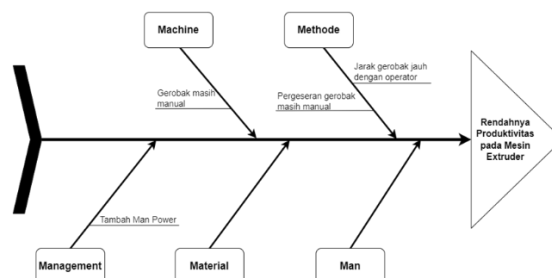 Machine
Methode
Jarak gerobak jauh
dengan operator
Gerobak masih
manual
Pergeseran gerobak
masih manual
Rendahnya
Produktivitas
pada Mesin
Extruder
Tambah Man Power
Management
Material
Man